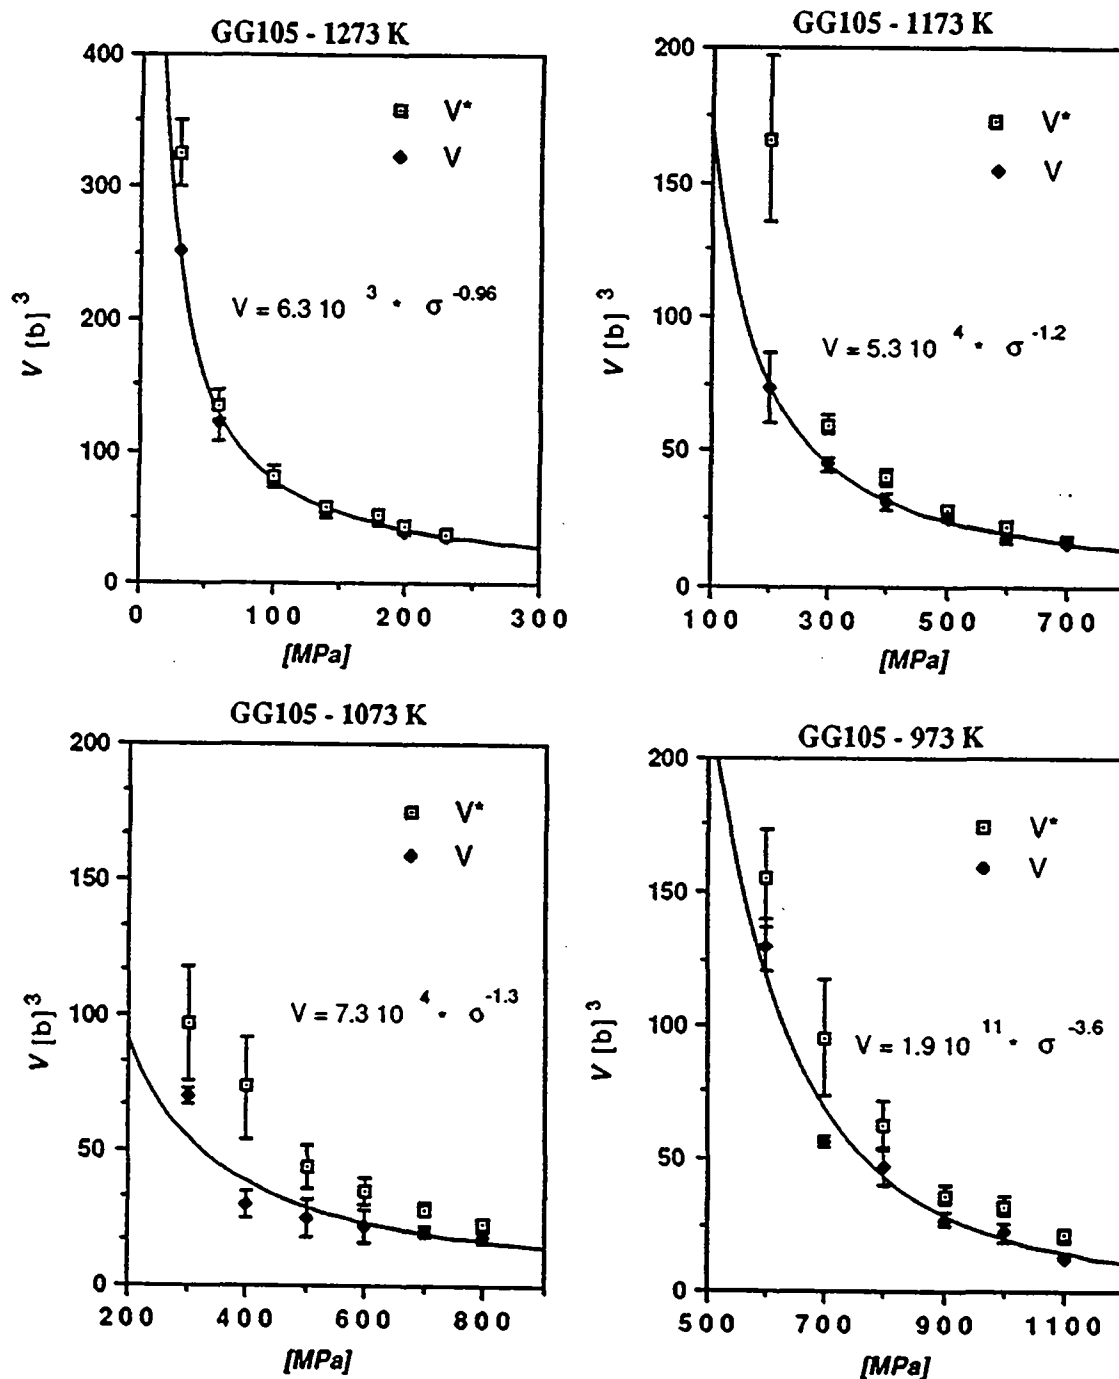 GG105 - 1273 K
400
300
200
100
0
V [b]³
V*
V
V = 6.3 10 ³ * σ ^-0.96
0 100 200 300
[MPa]
GG105 - 1173 K
200
150
100
50
0
V [b]³
V*
V
V = 5.3 10 ⁴ * σ ^-1.2
100 300 500 700
[MPa]
GG105 - 1073 K
200
150
100
50
0
V [b]³
V*
V
V = 7.3 10 ⁴ * σ ^-1.3
200 400 600 800
[MPa]
GG105 - 973 K
200
150
100
50
0
V [b]³
V*
V
V = 1.9 10 ¹¹ * σ ^-3.6
500 700 900 1100
[MPa]